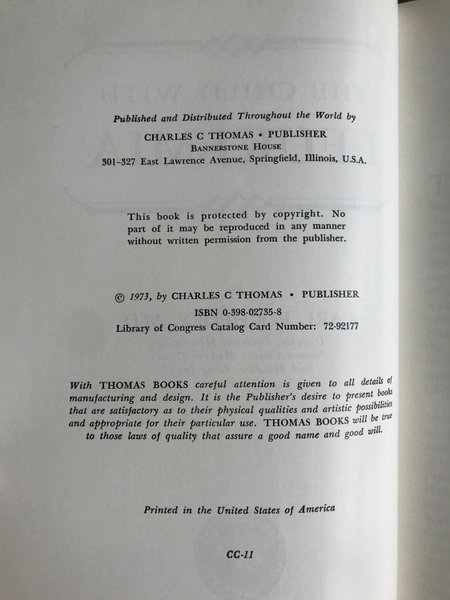 Published and Distributed Throughout the World by
CHARLES C THOMAS • PUBLISHER
BANNERSTONE HOUSE
301-327 East Lawrence Avenue, Springfield, Illinois, U.S.A.
This book is protected by copyright. No
part of it may be reproduced in any manner
without written permission from the publisher.
© 1973, by CHARLES C THOMAS • PUBLISHER
ISBN 0-398-02735-8
Library of Congress Catalog Card Number: 72-92177
With THOMAS BOOKS careful attention is given to all details of
manufacturing and design. It is the Publisher's desire to present books
that are satisfactory as to their physical qualities and artistic possibilities
and appropriate for their particular use. THOMAS BOOKS will be true
to those laws of quality that assure a good name and good will.
Printed in the United States of America
CC-11